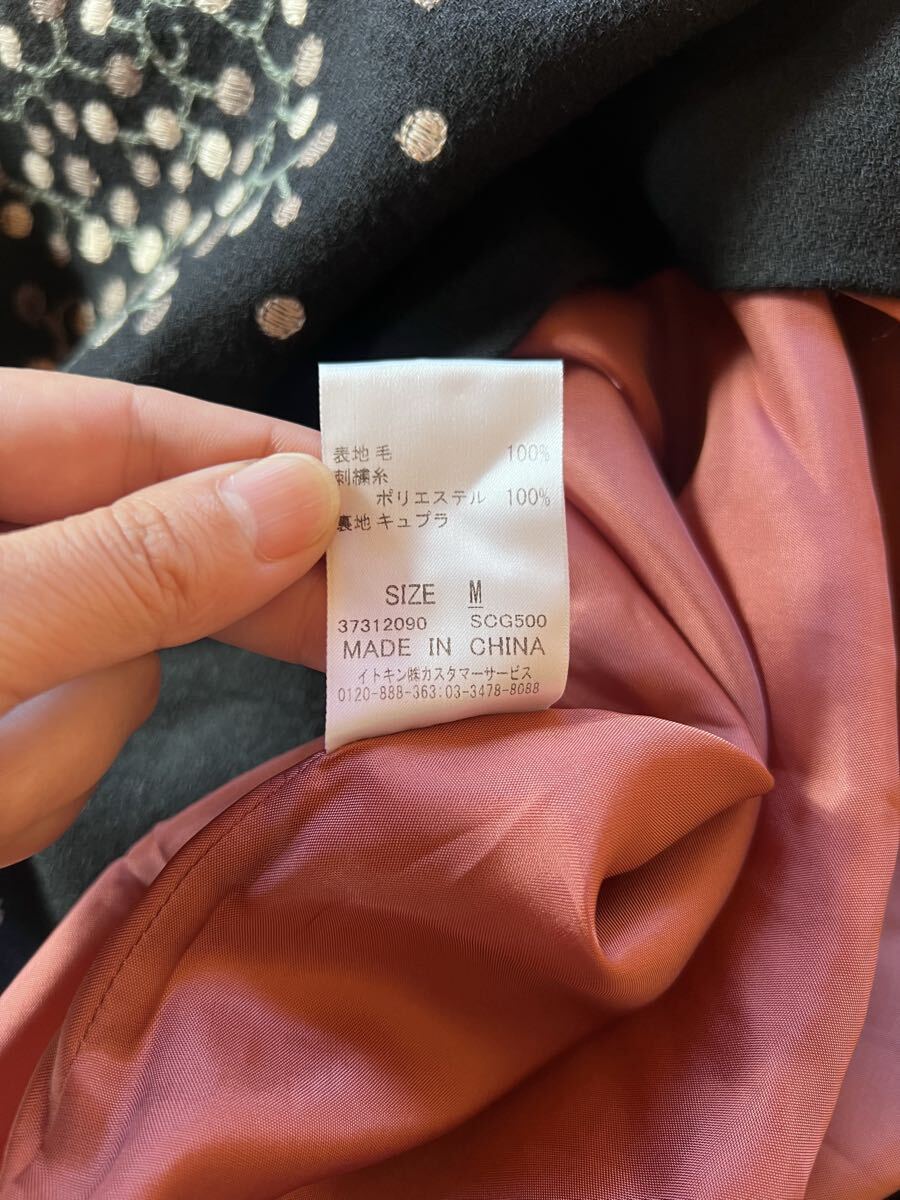 表地 毛 100%
刺繍糸
ポリエステル 100%
裏地 キュプラ
SIZE M
37312090 SCG500
MADE IN CHINA
イトキン㈱カスタマーサービス
0120-888-363:03-3478-8088